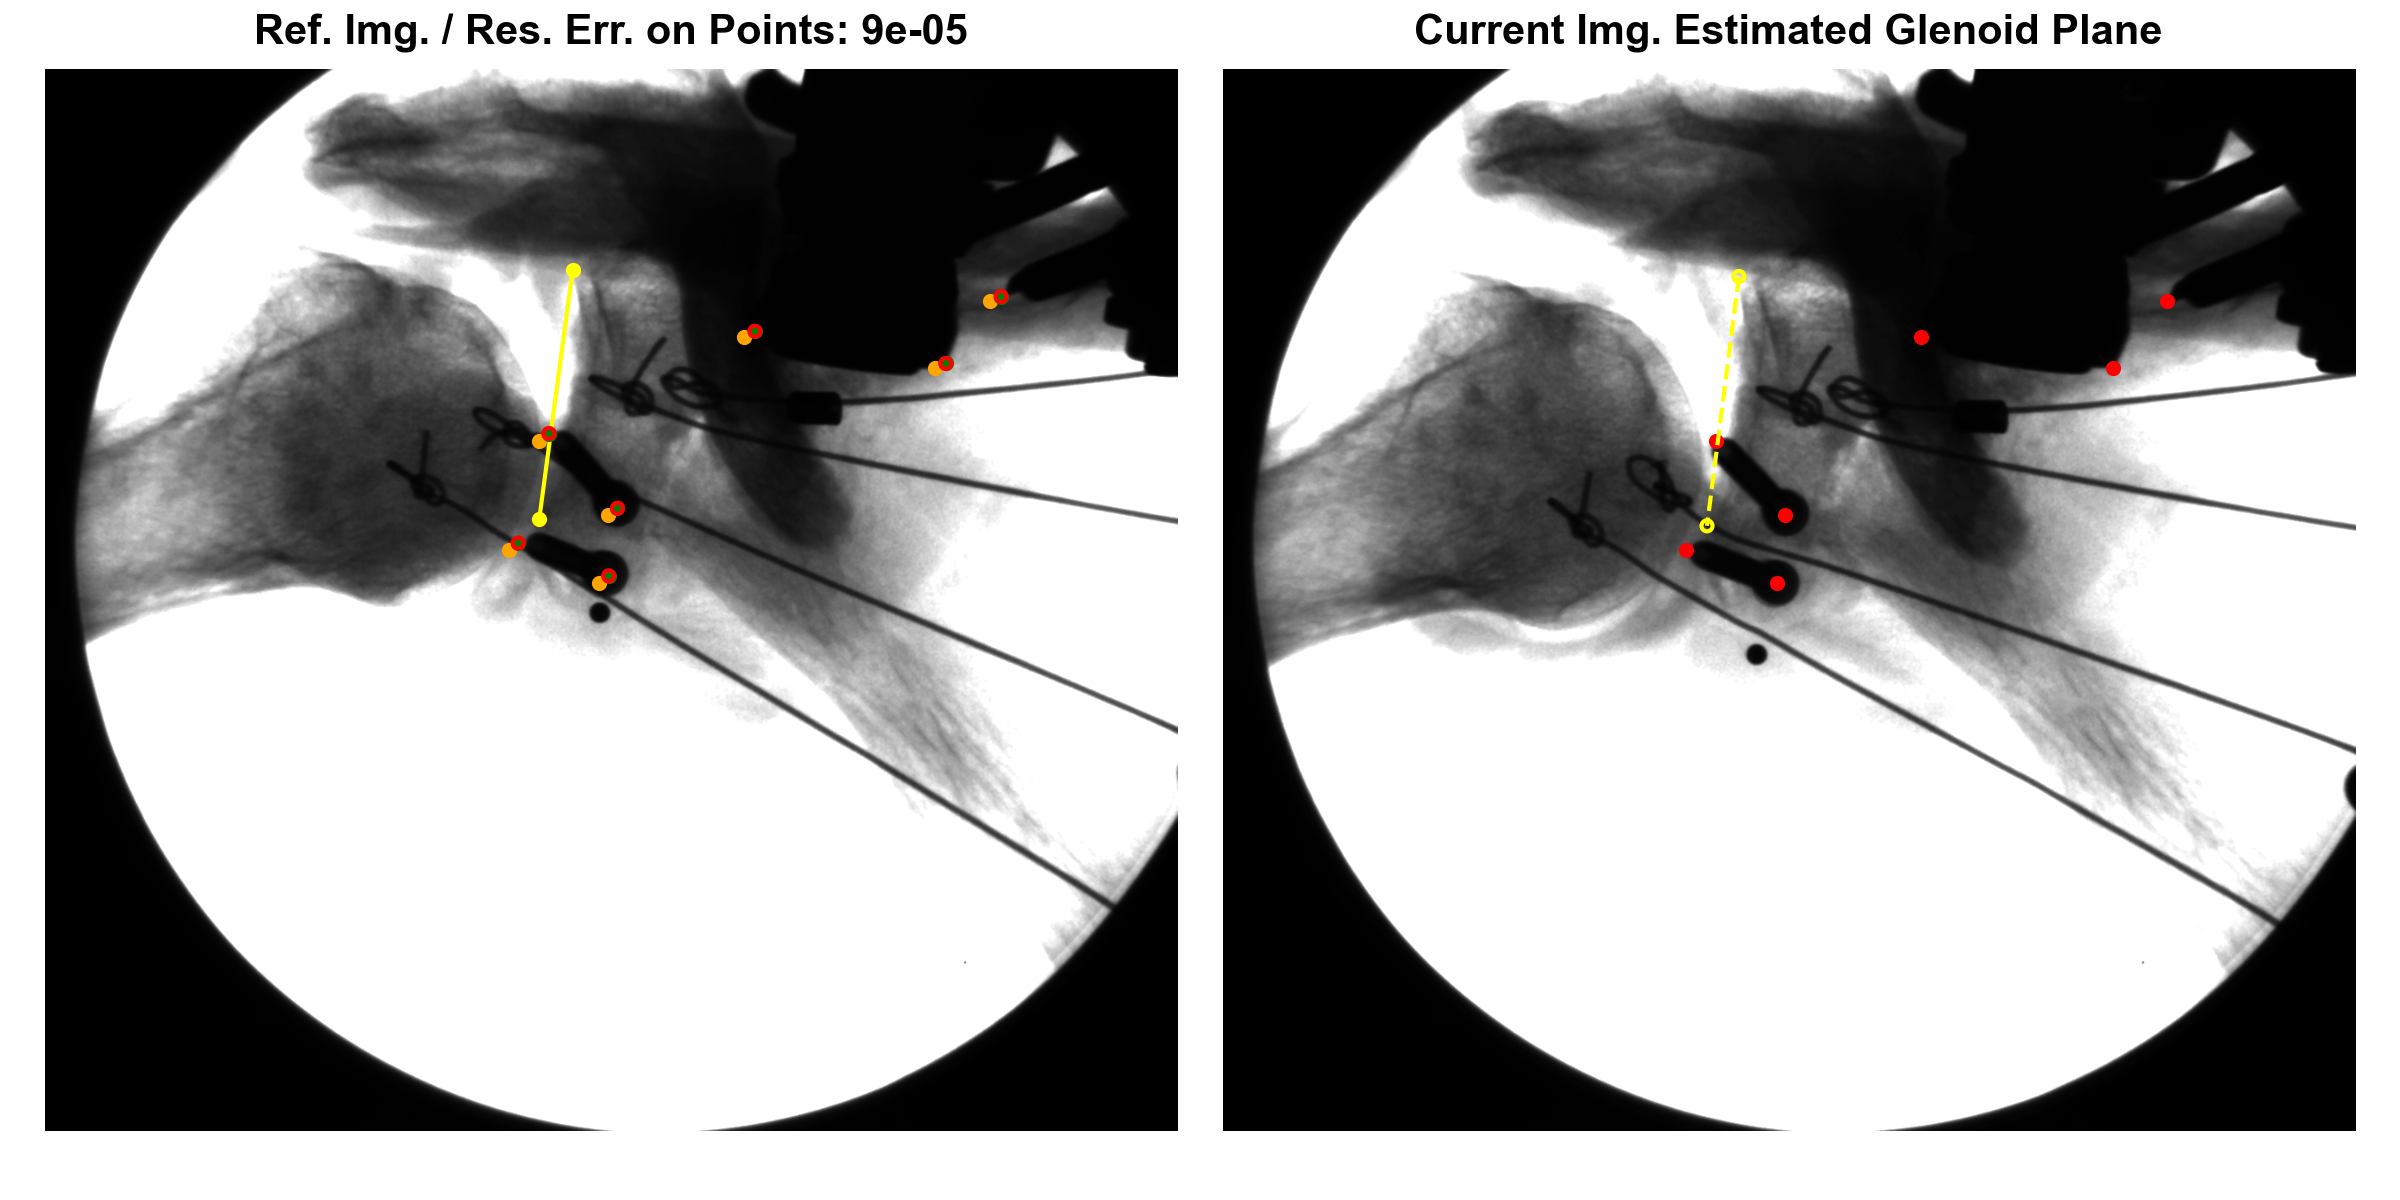 Ref. Img. / Res. Err. on Points: 9e-05
Current Img. Estimated Glenoid Plane